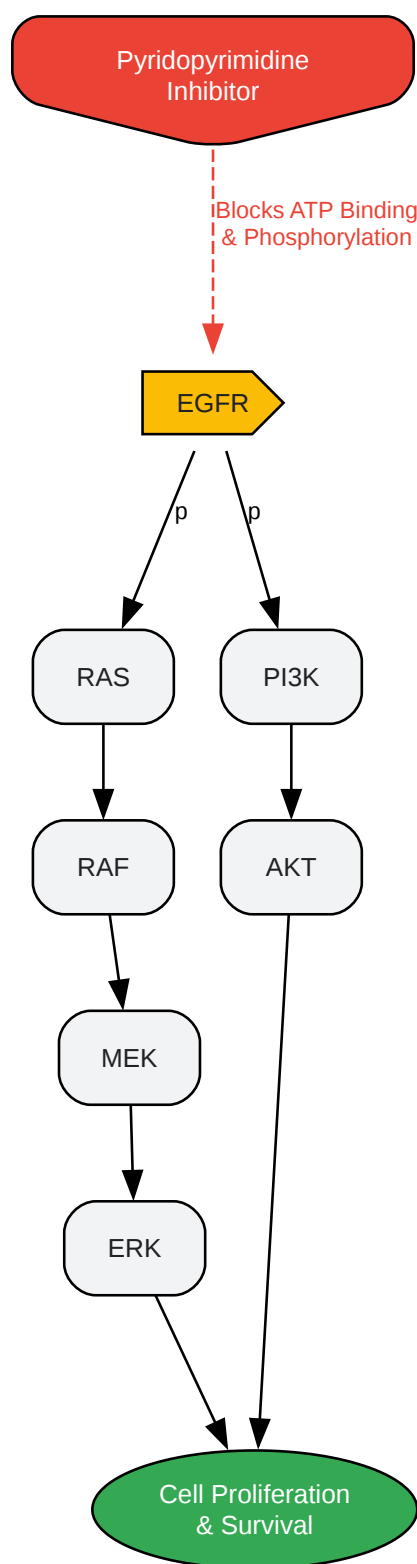 Pyridopyrimidine
Inhibitor
Blocks ATP Binding
& Phosphorylation
EGFR
p
p
RAS
PI3K
RAF
AKT
MEK
ERK
Cell Proliferation
& Survival